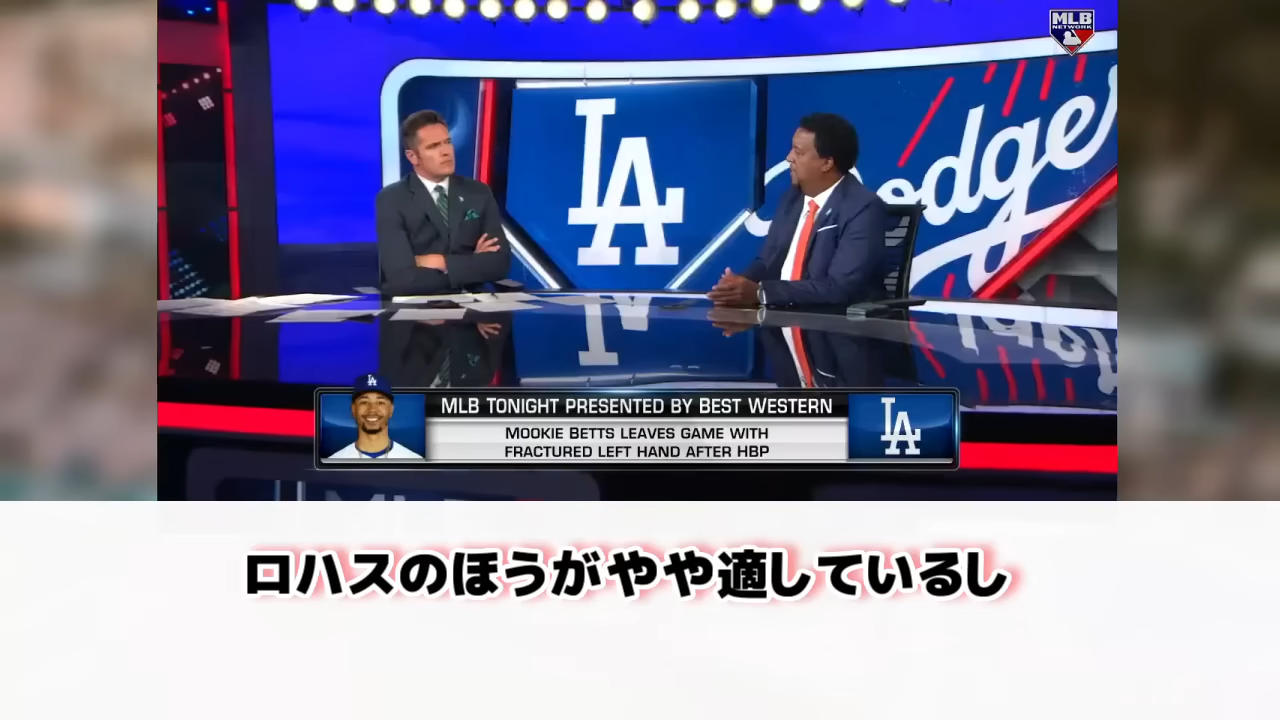 MLB
NETWORK
LA
Dodge
MLB TONIGHT PRESENTED BY BEST WESTERN
MOOKIE BETTS LEAVES GAME WITH
FRACTURED LEFT HAND AFTER HBP
LA
ロハスのほうがやや適しているし